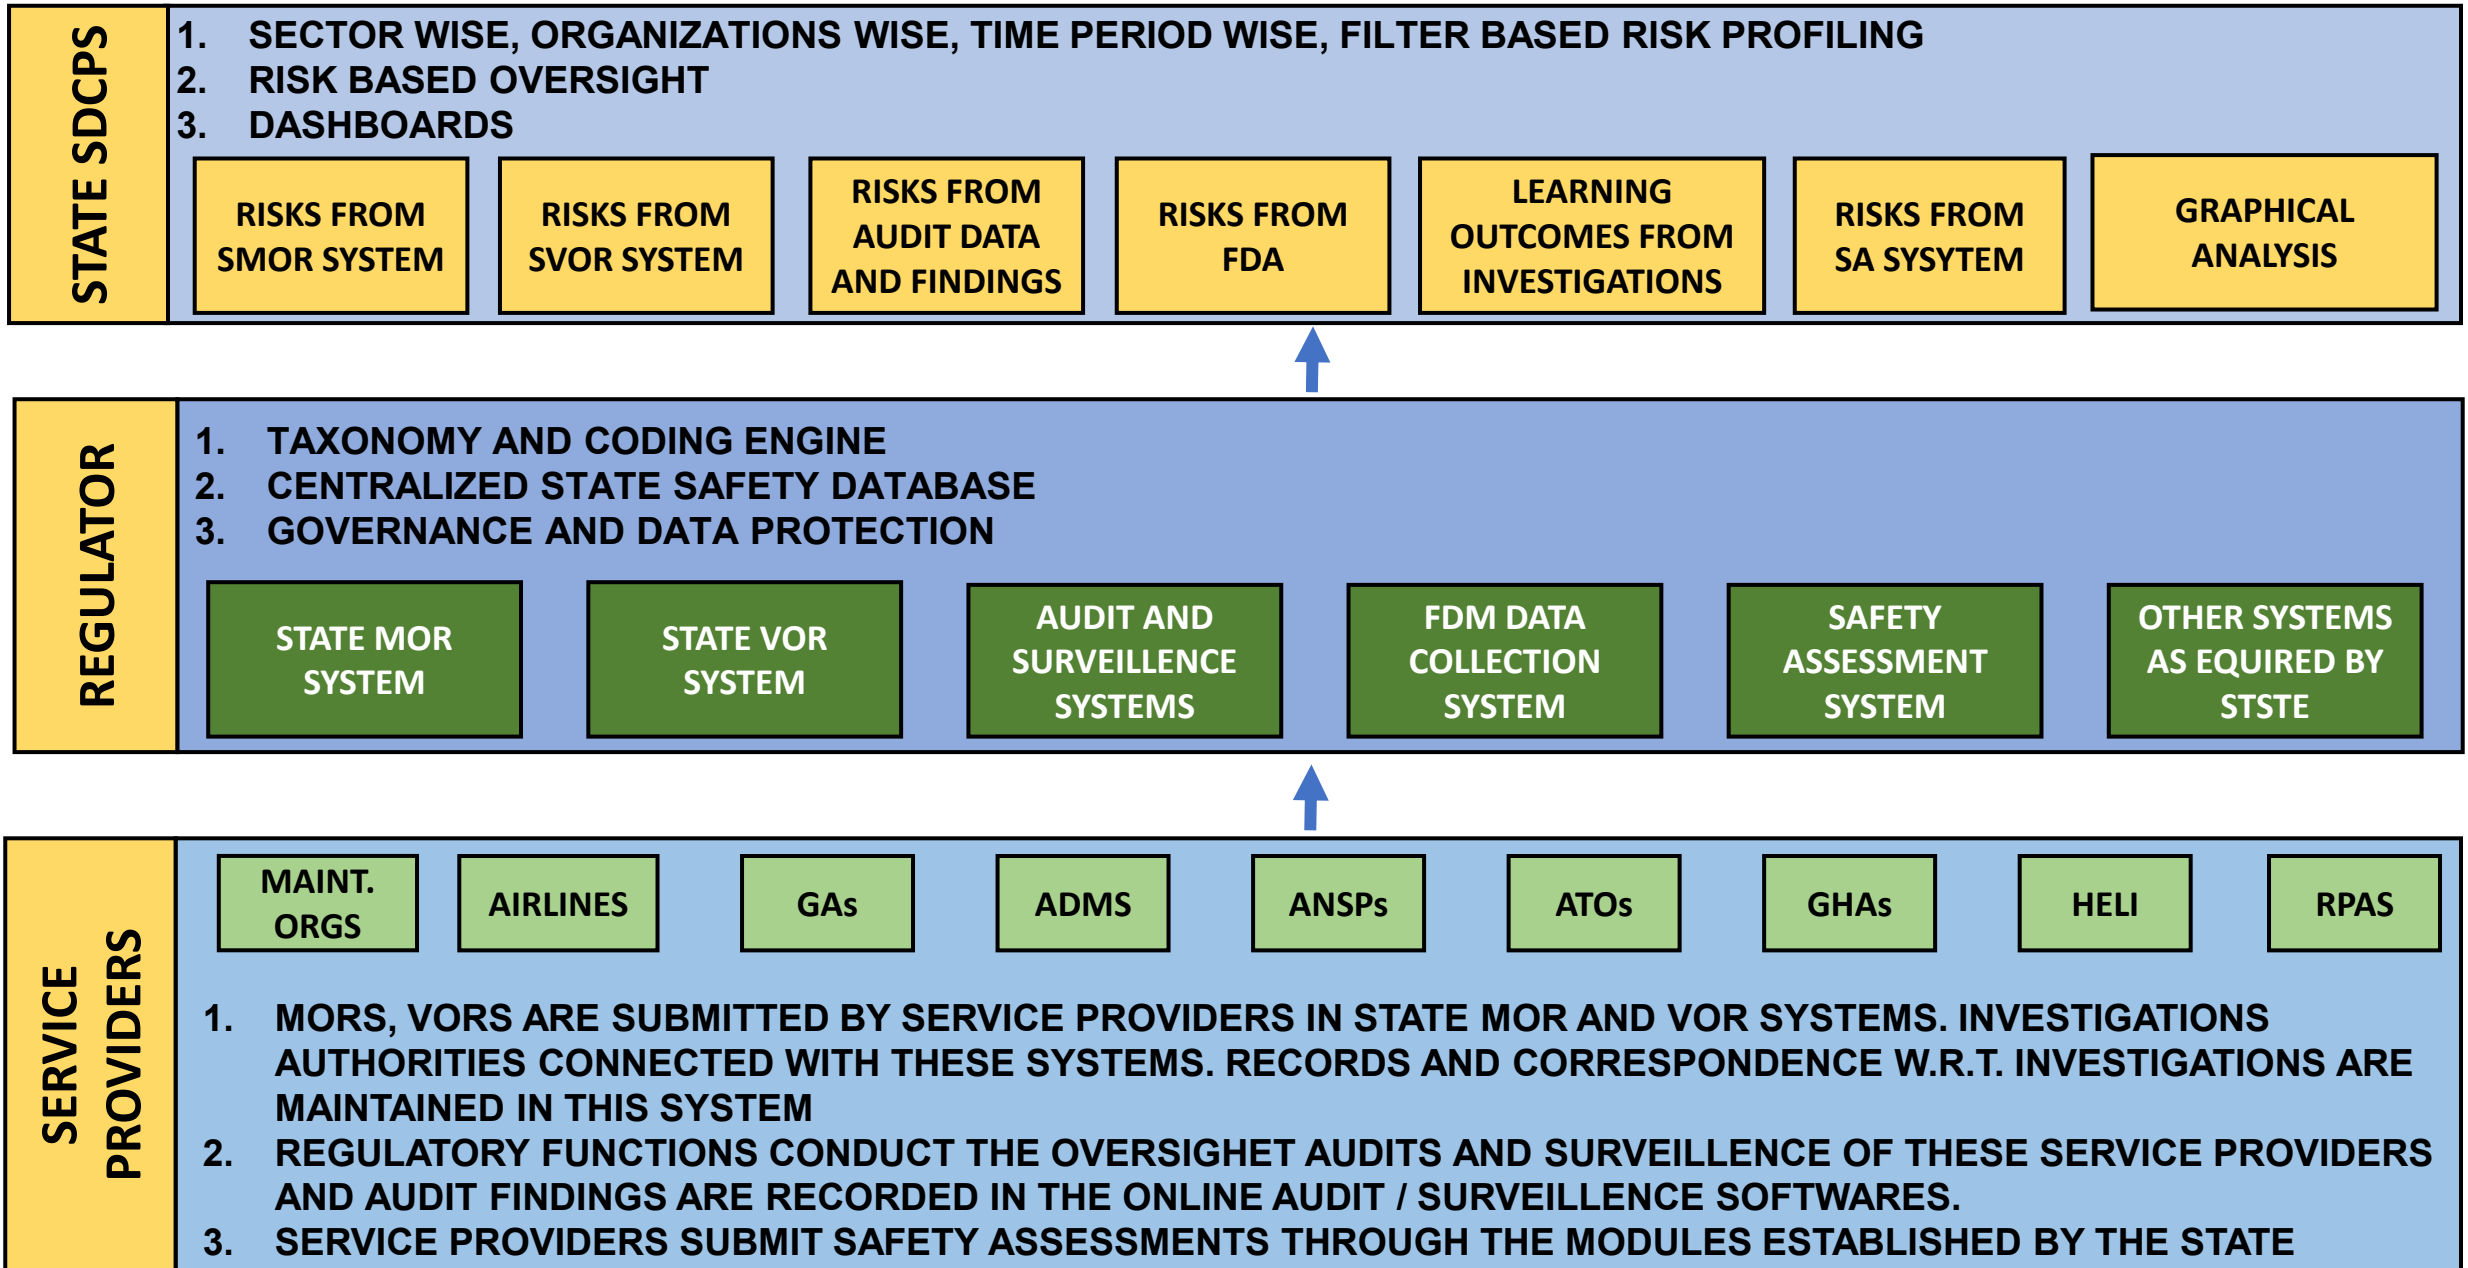 STATE SDCPS
1. SECTOR WISE, ORGANIZATIONS WISE, TIME PERIOD WISE, FILTER BASED RISK PROFILING
2. RISK BASED OVERSIGHT
3. DASHBOARDS
RISKS FROM
SMOR SYSTEM
RISKS FROM
SVOR SYSTEM
RISKS FROM
AUDIT DATA
AND FINDINGS
RISKS FROM
FDA
LEARNING
OUTCOMES FROM
INVESTIGATIONS
RISKS FROM
SA SYSYTEM
GRAPHICAL
ANALYSIS
REGULATOR
1. TAXONOMY AND CODING ENGINE
2. CENTRALIZED STATE SAFETY DATABASE
3. GOVERNANCE AND DATA PROTECTION
STATE MOR
SYSTEM
STATE VOR
SYSTEM
AUDIT AND
SURVEILLENCE
SYSTEMS
FDM DATA
COLLECTION
SYSTEM
SAFETY
ASSESSMENT
SYSTEM
OTHER SYSTEMS
AS EQUIRED BY
STSTE
SERVICE
PROVIDERS
MAINT.
ORGS
AIRLINES
GAs
ADMS
ANSPs
ATOs
GHAs
HELI
RPAS
1. MORS, VORS ARE SUBMITTED BY SERVICE PROVIDERS IN STATE MOR AND VOR SYSTEMS. INVESTIGATIONS
AUTHORITIES CONNECTED WITH THESE SYSTEMS. RECORDS AND CORRESPONDENCE W.R.T. INVESTIGATIONS ARE
MAINTAINED IN THIS SYSTEM
2. REGULATORY FUNCTIONS CONDUCT THE OVERSIGHET AUDITS AND SURVEILLENCE OF THESE SERVICE PROVIDERS
AND AUDIT FINDINGS ARE RECORDED IN THE ONLINE AUDIT / SURVEILLENCE SOFTWARES.
3. SERVICE PROVIDERS SUBMIT SAFETY ASSESSMENTS THROUGH THE MODULES ESTABLISHED BY THE STATE